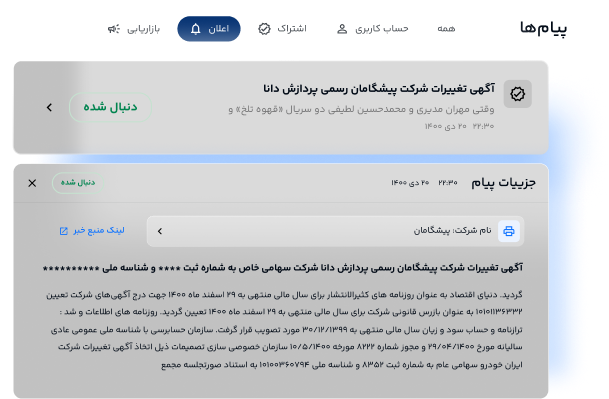 پیام‌ها
همه
حساب کاربری
اشتراک
اعلان
بازاریابی
آگهی تغییرات شرکت پیشگامان رسمی پردازش دانا
وقتی مهران مدیری و محمدحسین لطیفی دو سریال «قهوه تلخ» و
۲۲:۳۰ ۲۰ دی ۱۴۰۰
دنبال شده
جزییات پیام
۲۲:۳۰ ۲۰ دی ۱۴۰۰
دنبال شده
نام شرکت: پیشگامان
لینک منبع خبر
آگهی تغییرات شرکت پیشگامان رسمی پردازش دانا شرکت سهامی خاص به شماره ثبت **** و شناسه ملی **********
گردید. دنیای اقتصاد به عنوان روزنامه های کثیرالانتشار برای سال مالی منتهی به ۲۹ اسفند ماه ۱۴۰۰ جهت درج آگهی‌های شرکت تعیین
۱۰۱۰۱۱۳۶۳۳۲ به عنوان بازرس قانونی شرکت برای سال مالی منتهی به ۲۹ اسفند ماه ۱۴۰۰ تعیین گردید. روزنامه های اطلاعات و شد :
ترازنامه و حساب سود و زیان سال مالی منتهی به ۳۰/۱۲/۱۳۹۹ مورد تصویب قرار گرفت. سازمان حسابرسی با شناسه ملی عمومی عادی
سالیانه مورخ ۲۹/۰۴/۱۴۰۰ و مجوز شماره ۸۲۲۲ مورخه ۱۰/۵/۱۴۰۰ سازمان خصوصی سازی تصمیمات ذیل اتخاذ آگهی تغییرات شرکت
ایران خودرو سهامی عام به شماره ثبت ۸۳۵۲ و شناسه ملی ۱۰۱۰۰۳۶۰۷۹۴ به استناد صورتجلسه مجمع